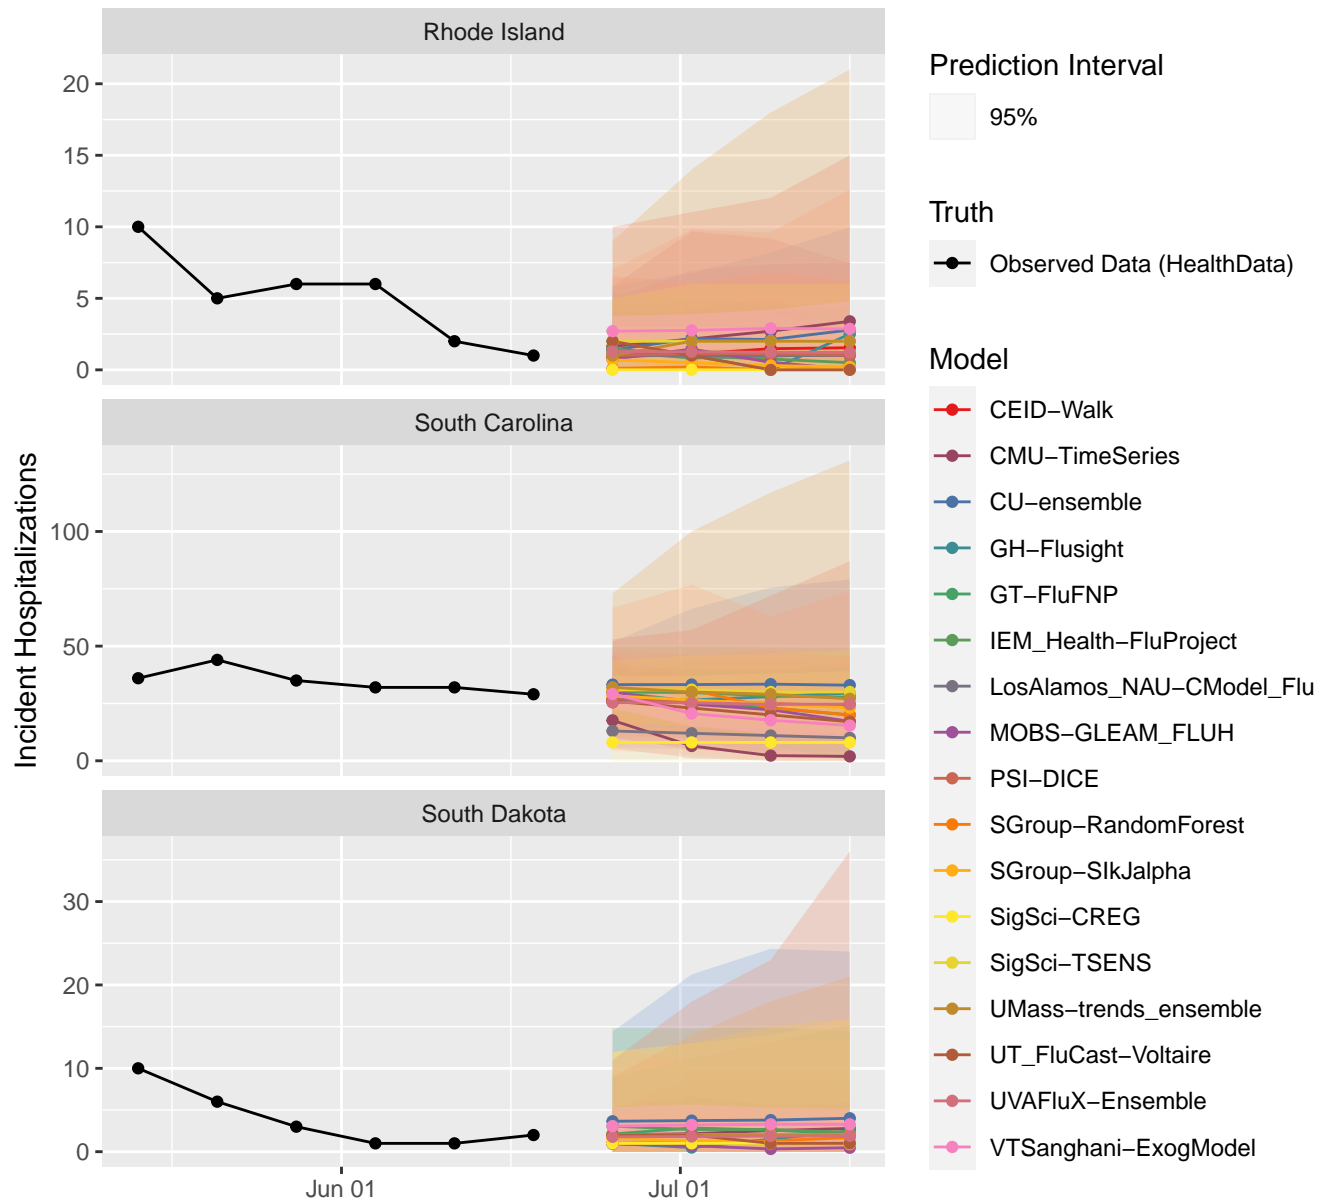 Rhode Island
20
15
10
5
0
South Carolina
100
50
0
South Dakota
30
20
10
0
Jun 01
Jul 01
Incident Hospitalizations
Prediction Interval
95%
Truth
Observed Data (HealthData)
Model
CEID−Walk
CMU−TimeSeries
CU−ensemble
GH−Flusight
GT−FluFNP
IEM_Health−FluProject
LosAlamos_NAU−CModel_Flu
MOBS−GLEAM_FLUH
PSI−DICE
SGroup−RandomForest
SGroup−SIkJalpha
SigSci−CREG
SigSci−TSENS
UMass−trends_ensemble
UT_FluCast−Voltaire
UVAFluX−Ensemble
VTSanghani−ExogModel